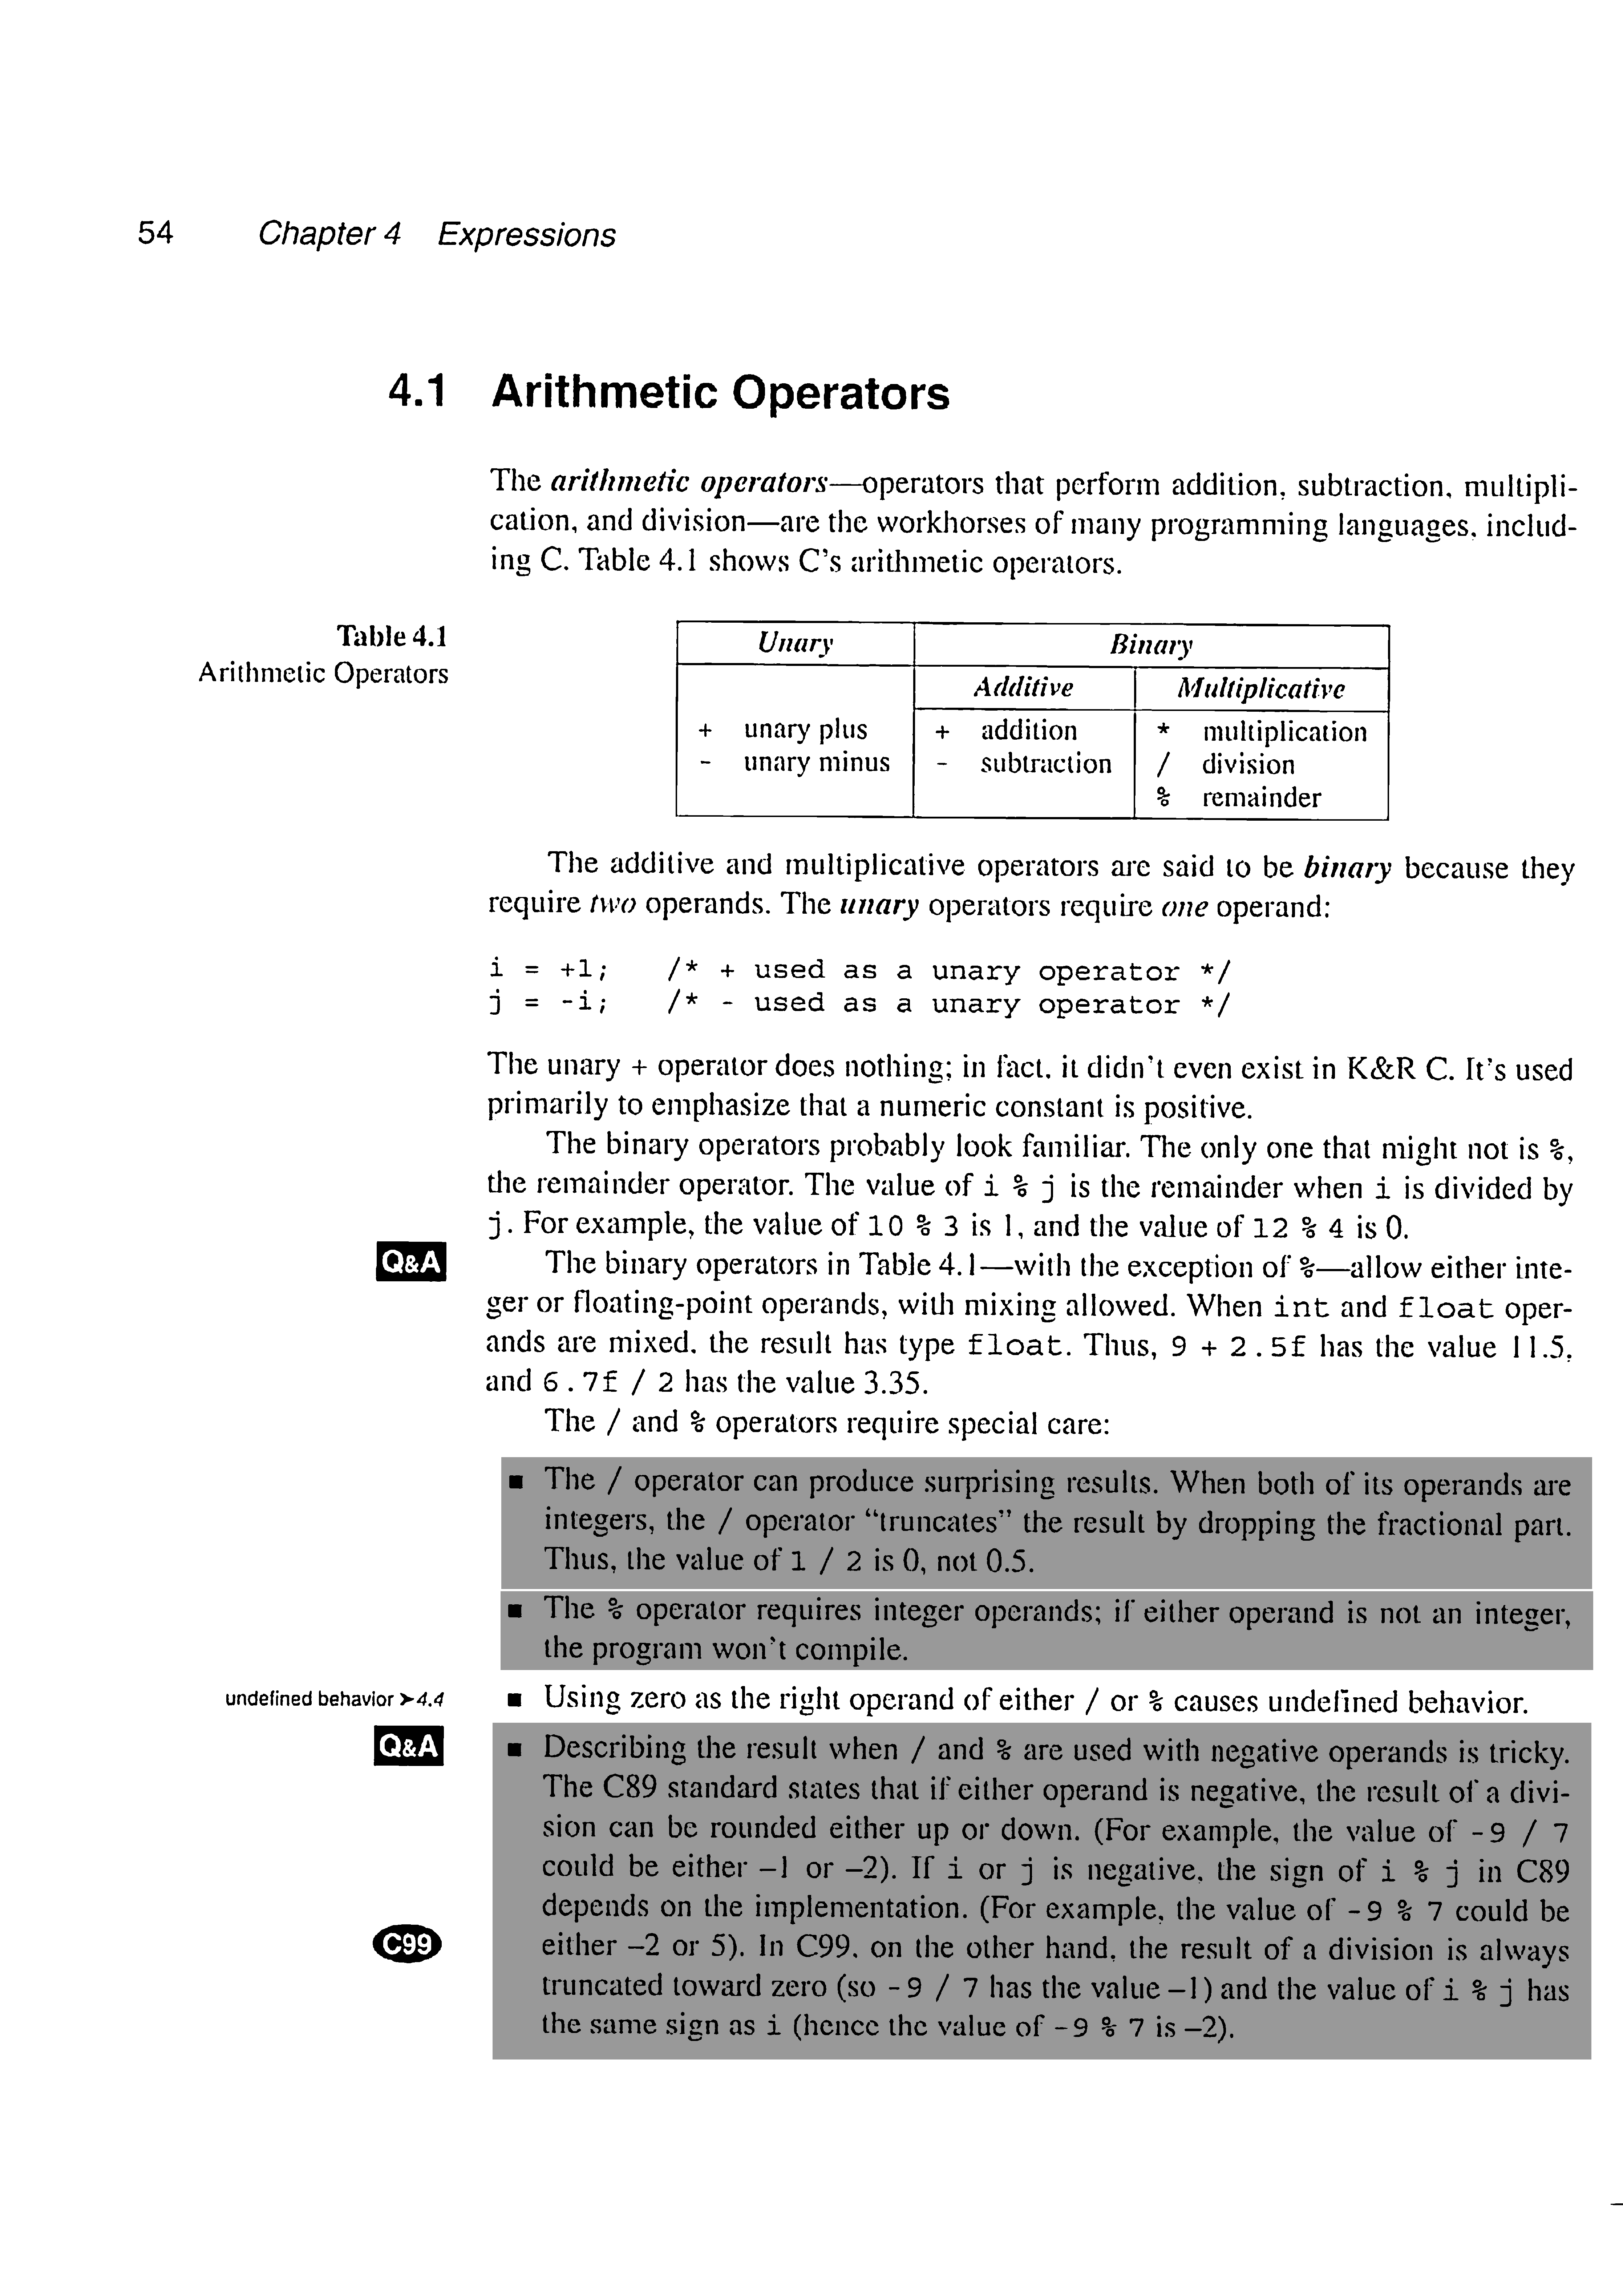 54 Chapter 4 Expressions
4.1 Arithmetic Operators
The arithmetic operators—operators that perform addition, subtraction, multipli-
cation, and division—are the workhorses of many programming languages, includ-
ing C. Table 4.1 shows C's arithmetic operators.
Table 4.1
Arithmetic Operators
Unary Binary
Additive Multiplicative
+ unary plus + addition * multiplication
- unary minus - subtraction / division
% remainder
The additive and multiplicative operators are said to be binary because they
require two operands. The unary operators require one operand:
i = +1; /* + used as a unary operator */
j = -i; /* - used as a unary operator */
The unary + operator does nothing; in fact, it didn't even exist in K&R C. It's used
primarily to emphasize that a numeric constant is positive.
The binary operators probably look familiar. The only one that might not is %,
the remainder operator. The value of i % j is the remainder when i is divided by
j. For example, the value of 10 % 3 is 1, and the value of 12 % 4 is 0.
Q&A
The binary operators in Table 4.1—with the exception of %—allow either inte-
ger or floating-point operands, with mixing allowed. When int and float oper-
ands are mixed, the result has type float. Thus, 9 + 2.5f has the value 11.5,
and 6.7f / 2 has the value 3.35.
The / and % operators require special care:
■ The / operator can produce surprising results. When both of its operands are
integers, the / operator "truncates" the result by dropping the fractional part.
Thus, the value of 1 / 2 is 0, not 0.5.
■ The % operator requires integer operands; if either operand is not an integer,
the program won't compile.
undefined behavior ➤4.4
■ Using zero as the right operand of either / or % causes undefined behavior.
Q&A
■ Describing the result when / and % are used with negative operands is tricky.
The C89 standard states that if either operand is negative, the result of a divi-
sion can be rounded either up or down. (For example, the value of -9 / 7
could be either –1 or –2). If i or j is negative, the sign of i % j in C89
depends on the implementation. (For example, the value of -9 % 7 could be
C99
either –2 or 5). In C99, on the other hand, the result of a division is always
truncated toward zero (so -9 / 7 has the value –1) and the value of i % j has
the same sign as i (hence the value of -9 % 7 is –2).